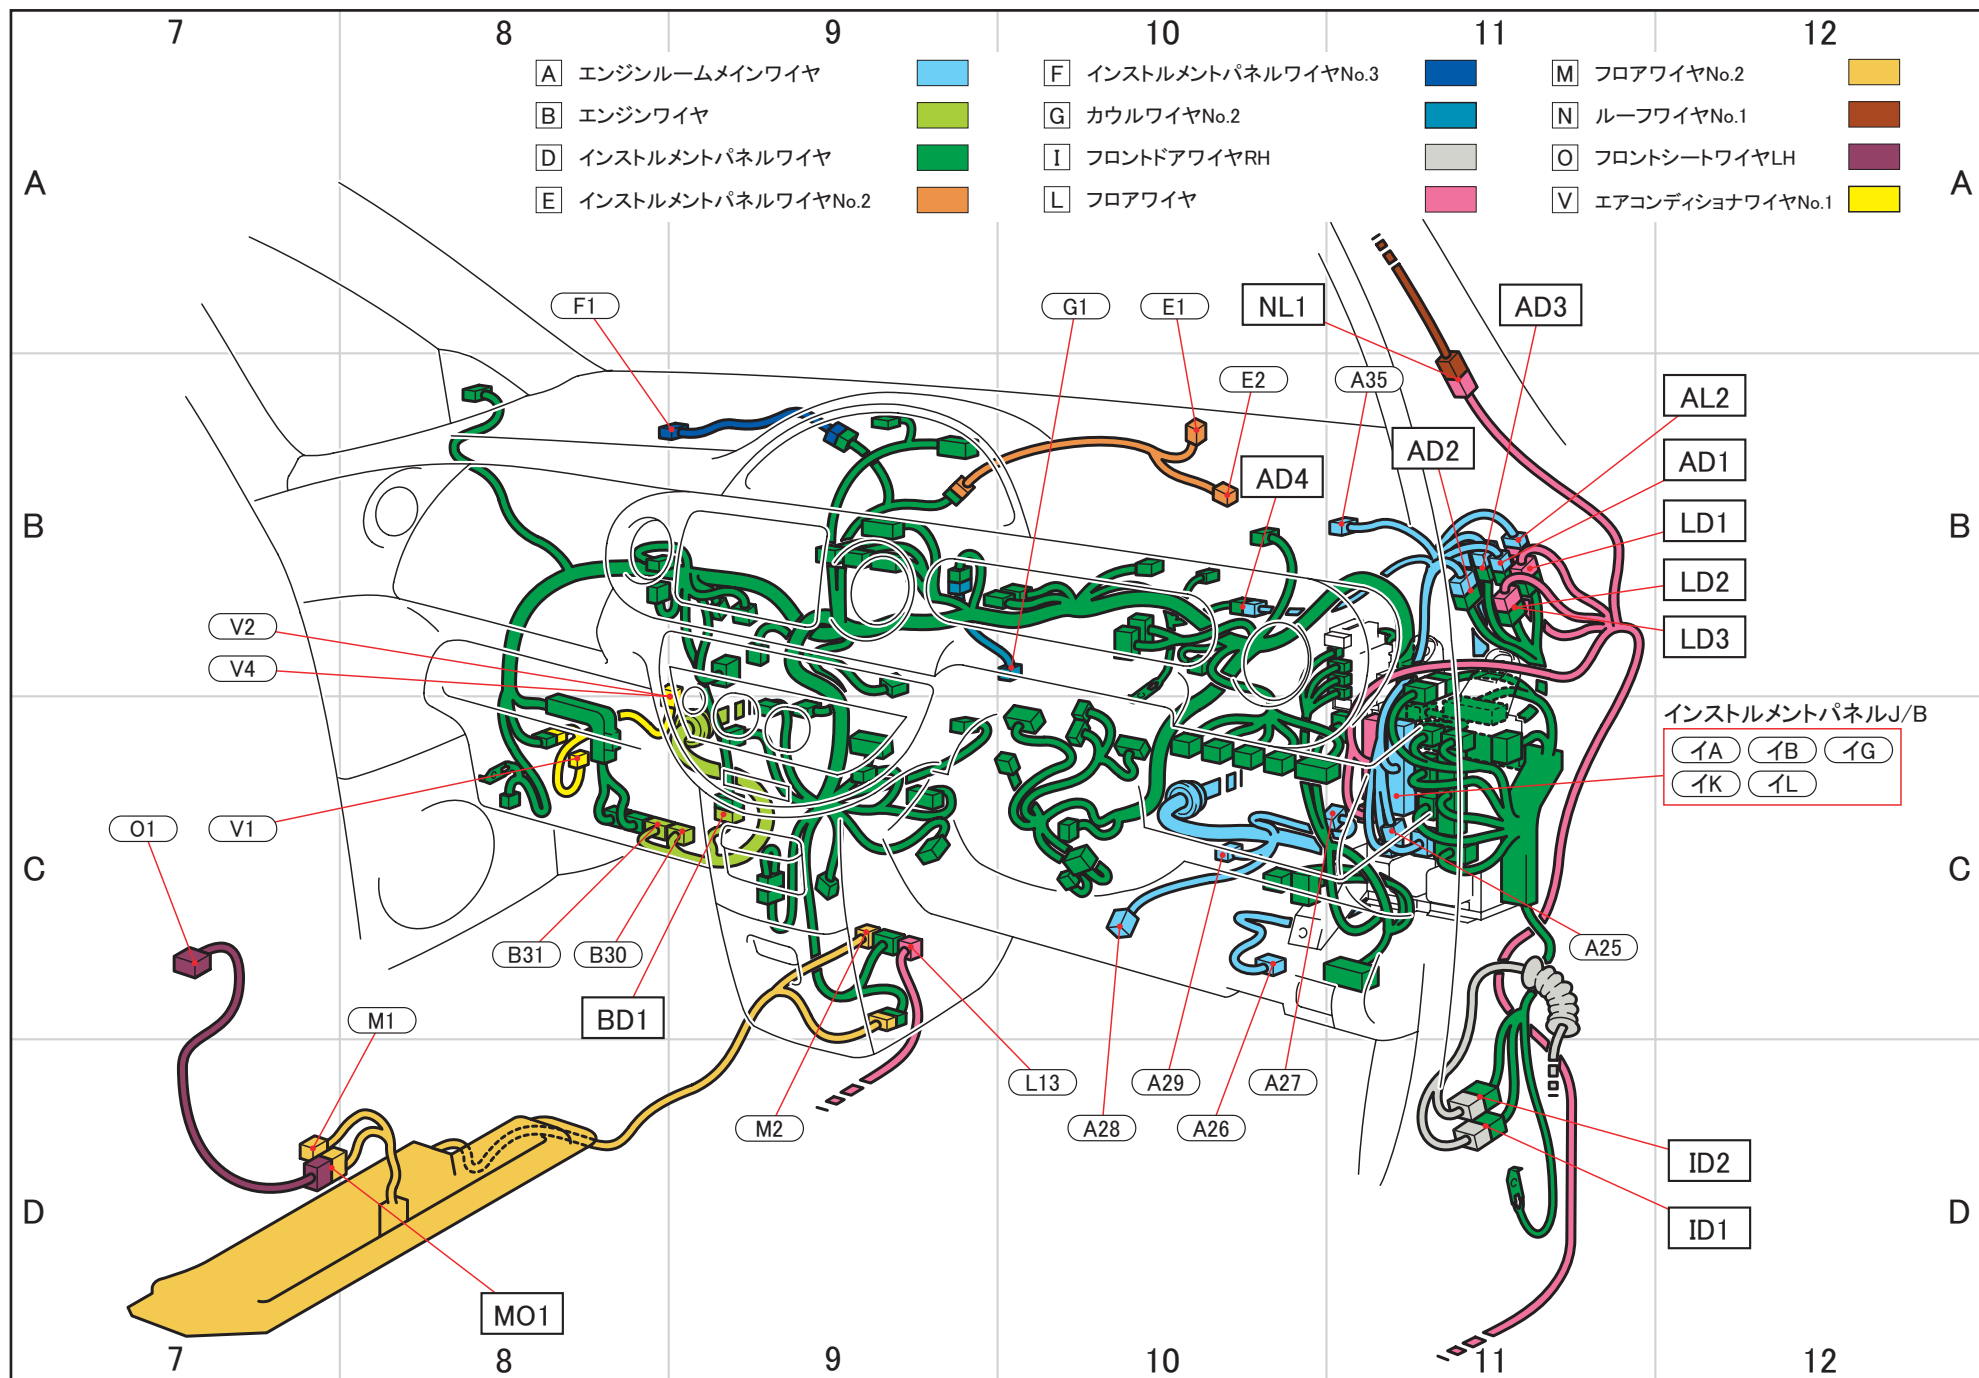 7 8 9 10 11 12
A エンジンルームメインワイヤ F インストルメントパネルワイヤNo.3 M フロアワイヤNo.2
B エンジンワイヤ G カウルワイヤNo.2 N ルーフワイヤNo.1
D インストルメントパネルワイヤ I フロントドアワイヤRH O フロントシートワイヤLH
E インストルメントパネルワイヤNo.2 L フロアワイヤ V エアコンディショナワイヤNo.1
A A
F1 G1 E1 NL1 AD3
E2 A35 AL2
AD2 AD1
AD4
B B
LD1
LD2
V2 LD3
V4
インストルメントパネルJ/B
イA イB イG
イK イL
O1 V1
C C
B31 B30 A25
M1 BD1
L13 A29 A27
M2 A28 A26
ID2
D D
ID1
MO1
7 8 9 10 11 12